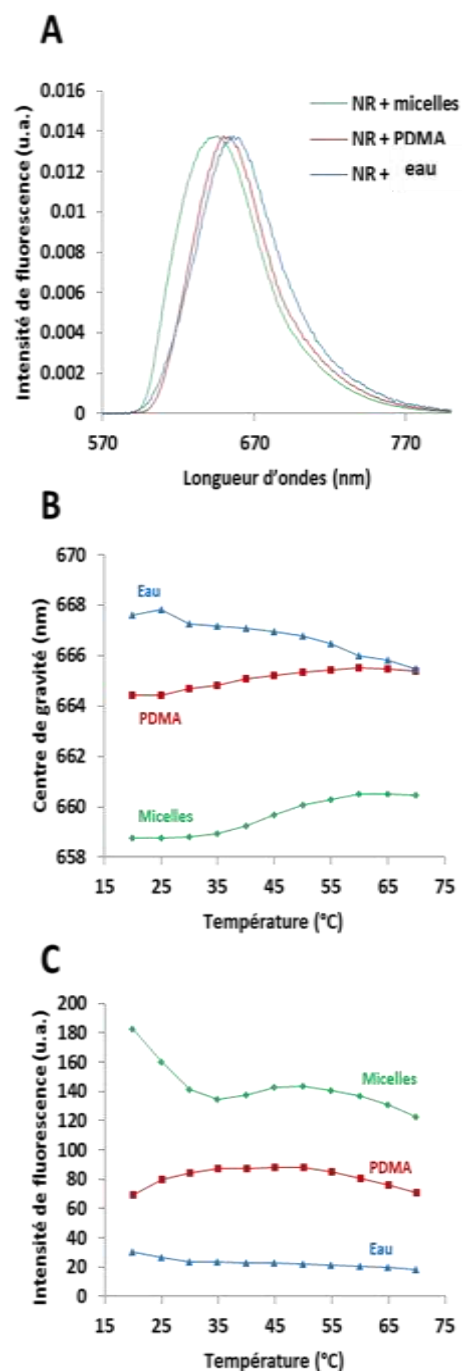 A
0.016
0.014
0.012
0.01
0.008
0.006
0.004
0.002
0
Intensité de fluorescence (u.a.)
NR + micelles
NR + PDMA
NR + eau
570
670
770
Longueur d'ondes (nm)
B
670
668
666
664
662
660
658
Centre de gravité (nm)
Eau
PDMA
Micelles
15
25
35
45
55
65
75
Température (°C)
C
200
180
160
140
120
100
80
60
40
20
0
Intensité de fluorescence (u.a.)
Micelles
PDMA
Eau
15
25
35
45
55
65
75
Température (°C)